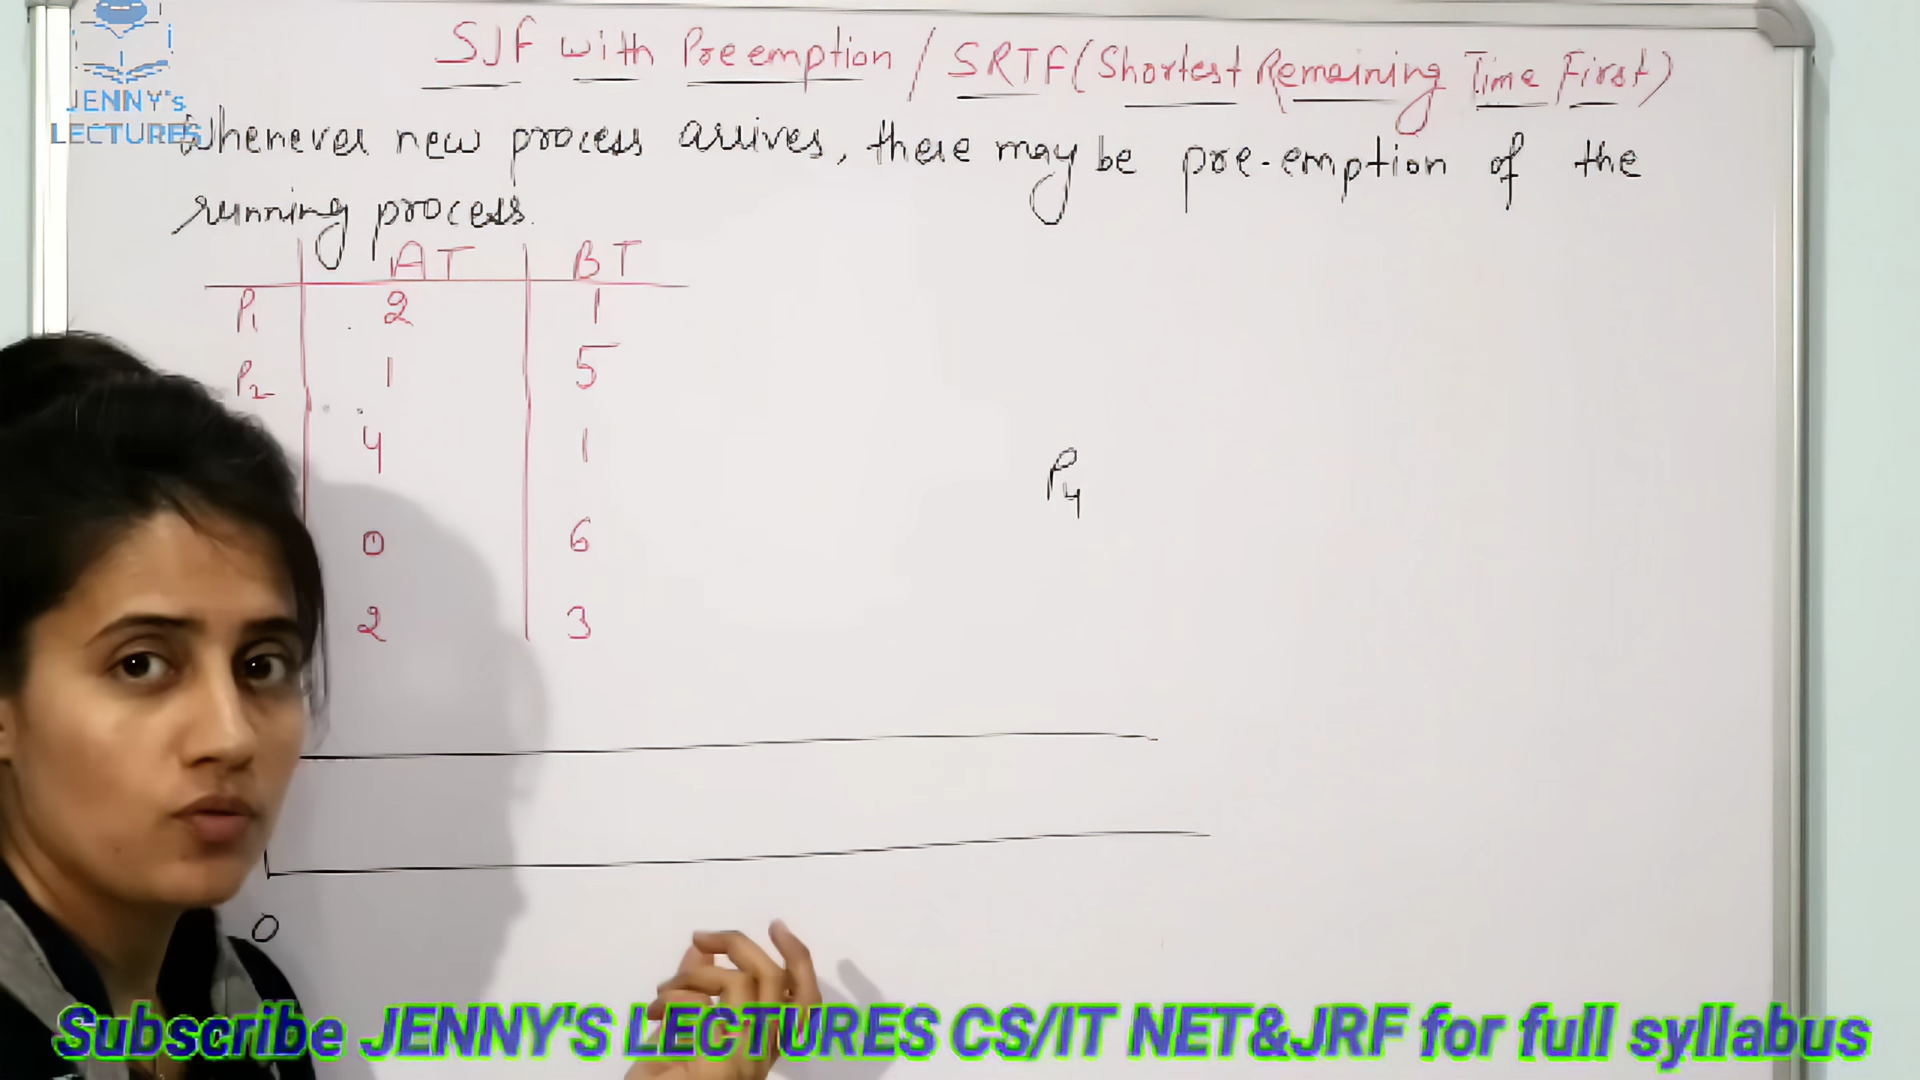 SJF with Preemption / SRTF (Shortest Remaining Time First)
JENNY's
LECTURES
Whenever new process arrives, there may be pre-emption of the
running process.
AT BT
P1 2 1
P2 1 5
4 1
P4
0 6
2 3
0
Subscribe JENNY'S LECTURES CS/IT NET&JRF for full syllabus